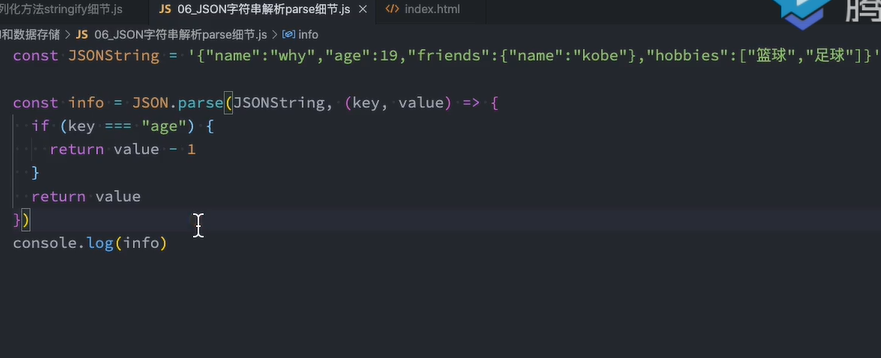 列化方法stringify细节.js JS 06_JSON字符串解析parse细节.js × <> index.html
和数据存储 > JS 06_JSON字符串解析parse细节.js > info
const JSONString = '{"name":"why","age":19,"friends":{"name":"kobe"},"hobbies":["篮球","足球"]}'
const info = JSON.parse(JSONString, (key, value) => {
if (key === "age") {
return value - 1
}
return value
})
console.log(info)